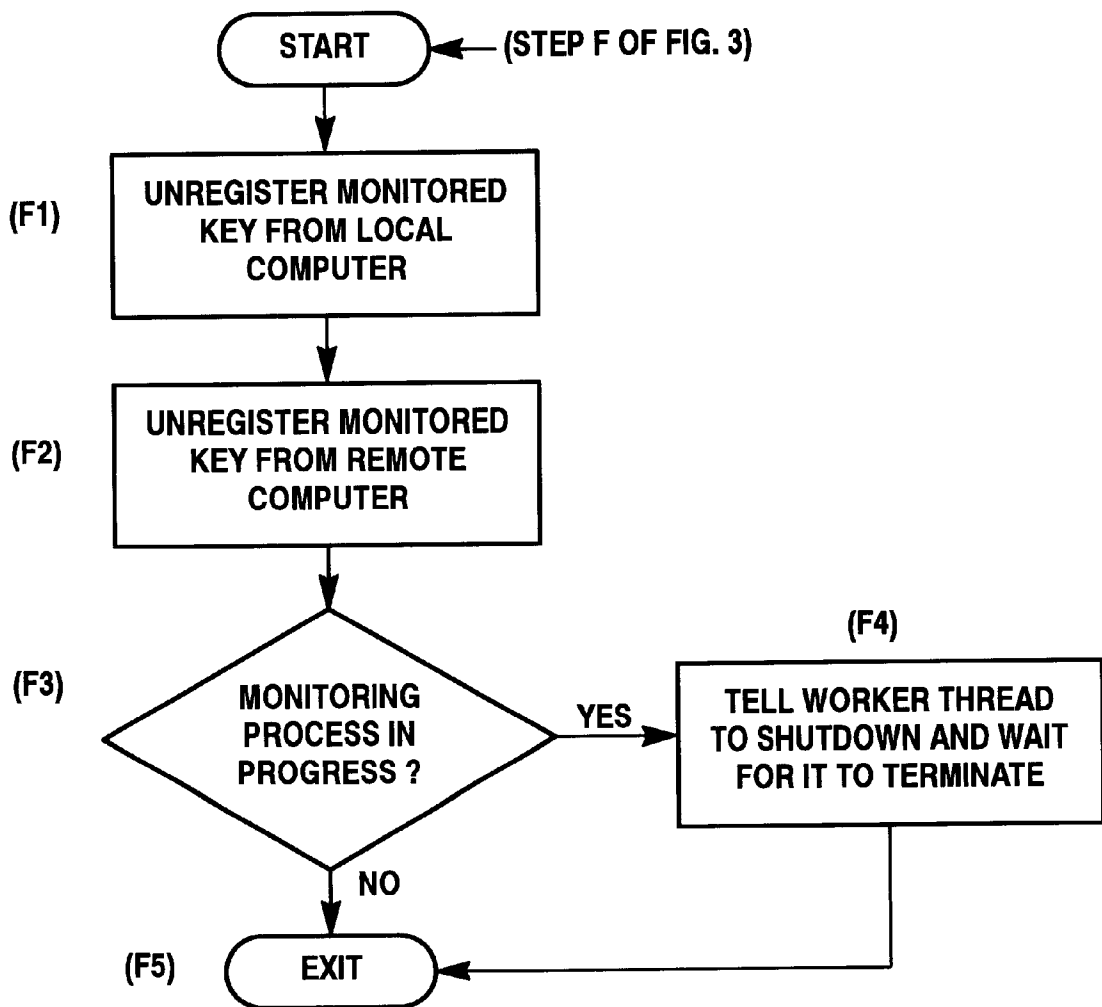 START
(STEP F OF FIG. 3)
(F1)
UNREGISTER MONITORED
KEY FROM LOCAL
COMPUTER
(F2)
UNREGISTER MONITORED
KEY FROM REMOTE
COMPUTER
(F3)
MONITORING
PROCESS IN
PROGRESS ?
YES
(F4)
TELL WORKER THREAD
TO SHUTDOWN AND WAIT
FOR IT TO TERMINATE
NO
(F5)
EXIT